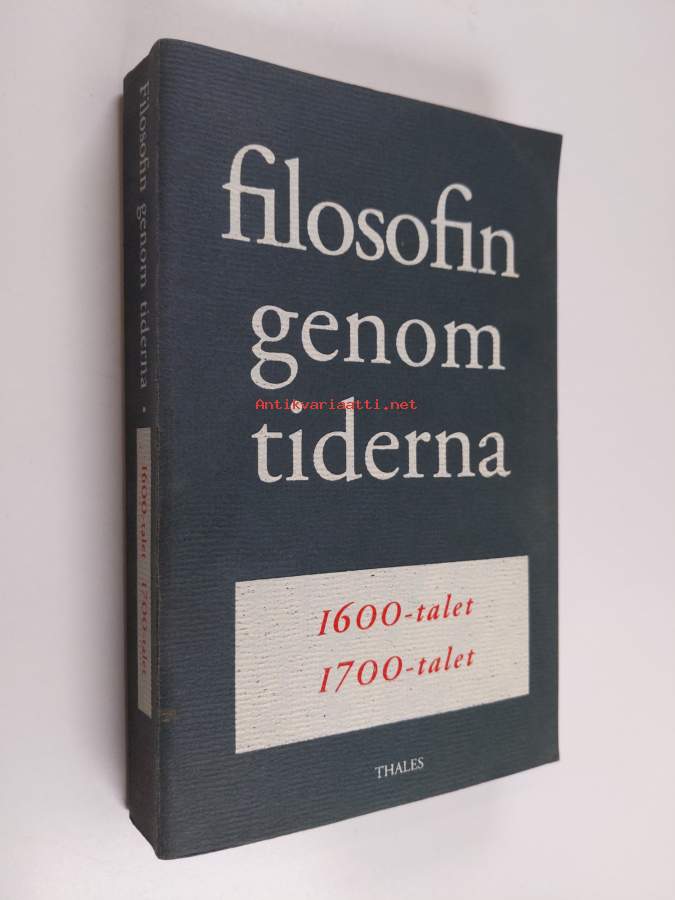 filosofin
genom
tiderna
1600-talet
1700-talet
THALES
Filosofin genom tiderna · 1600-talet 1700-talet
Antikvariaatti.net